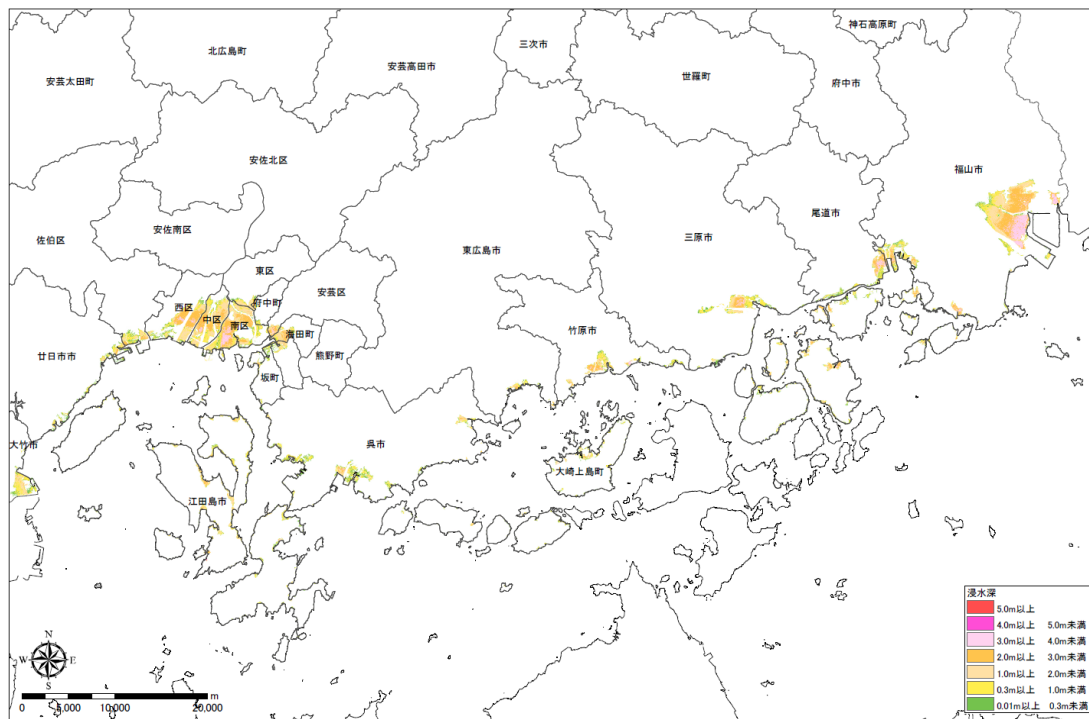 神石高原町
三次市
北広島町
安芸高田市
世羅町
安芸太田町
府中市
安佐北区
福山市
尾道市
安佐南区
佐伯区
三原市
東広島市
東区
安芸区
西区
府中町
中区
南区
海田町
竹原市
熊野町
廿日市市
坂町
大竹市
呉市
大崎上島町
江田島市
浸水深
5.0m以上
4.0m以上 5.0m未満
3.0m以上 4.0m未満
2.0m以上 3.0m未満
1.0m以上 2.0m未満
0.3m以上 1.0m未満
0.01m以上 0.3m未満
N
W E
S
0 5,000 10,000 20,000 m